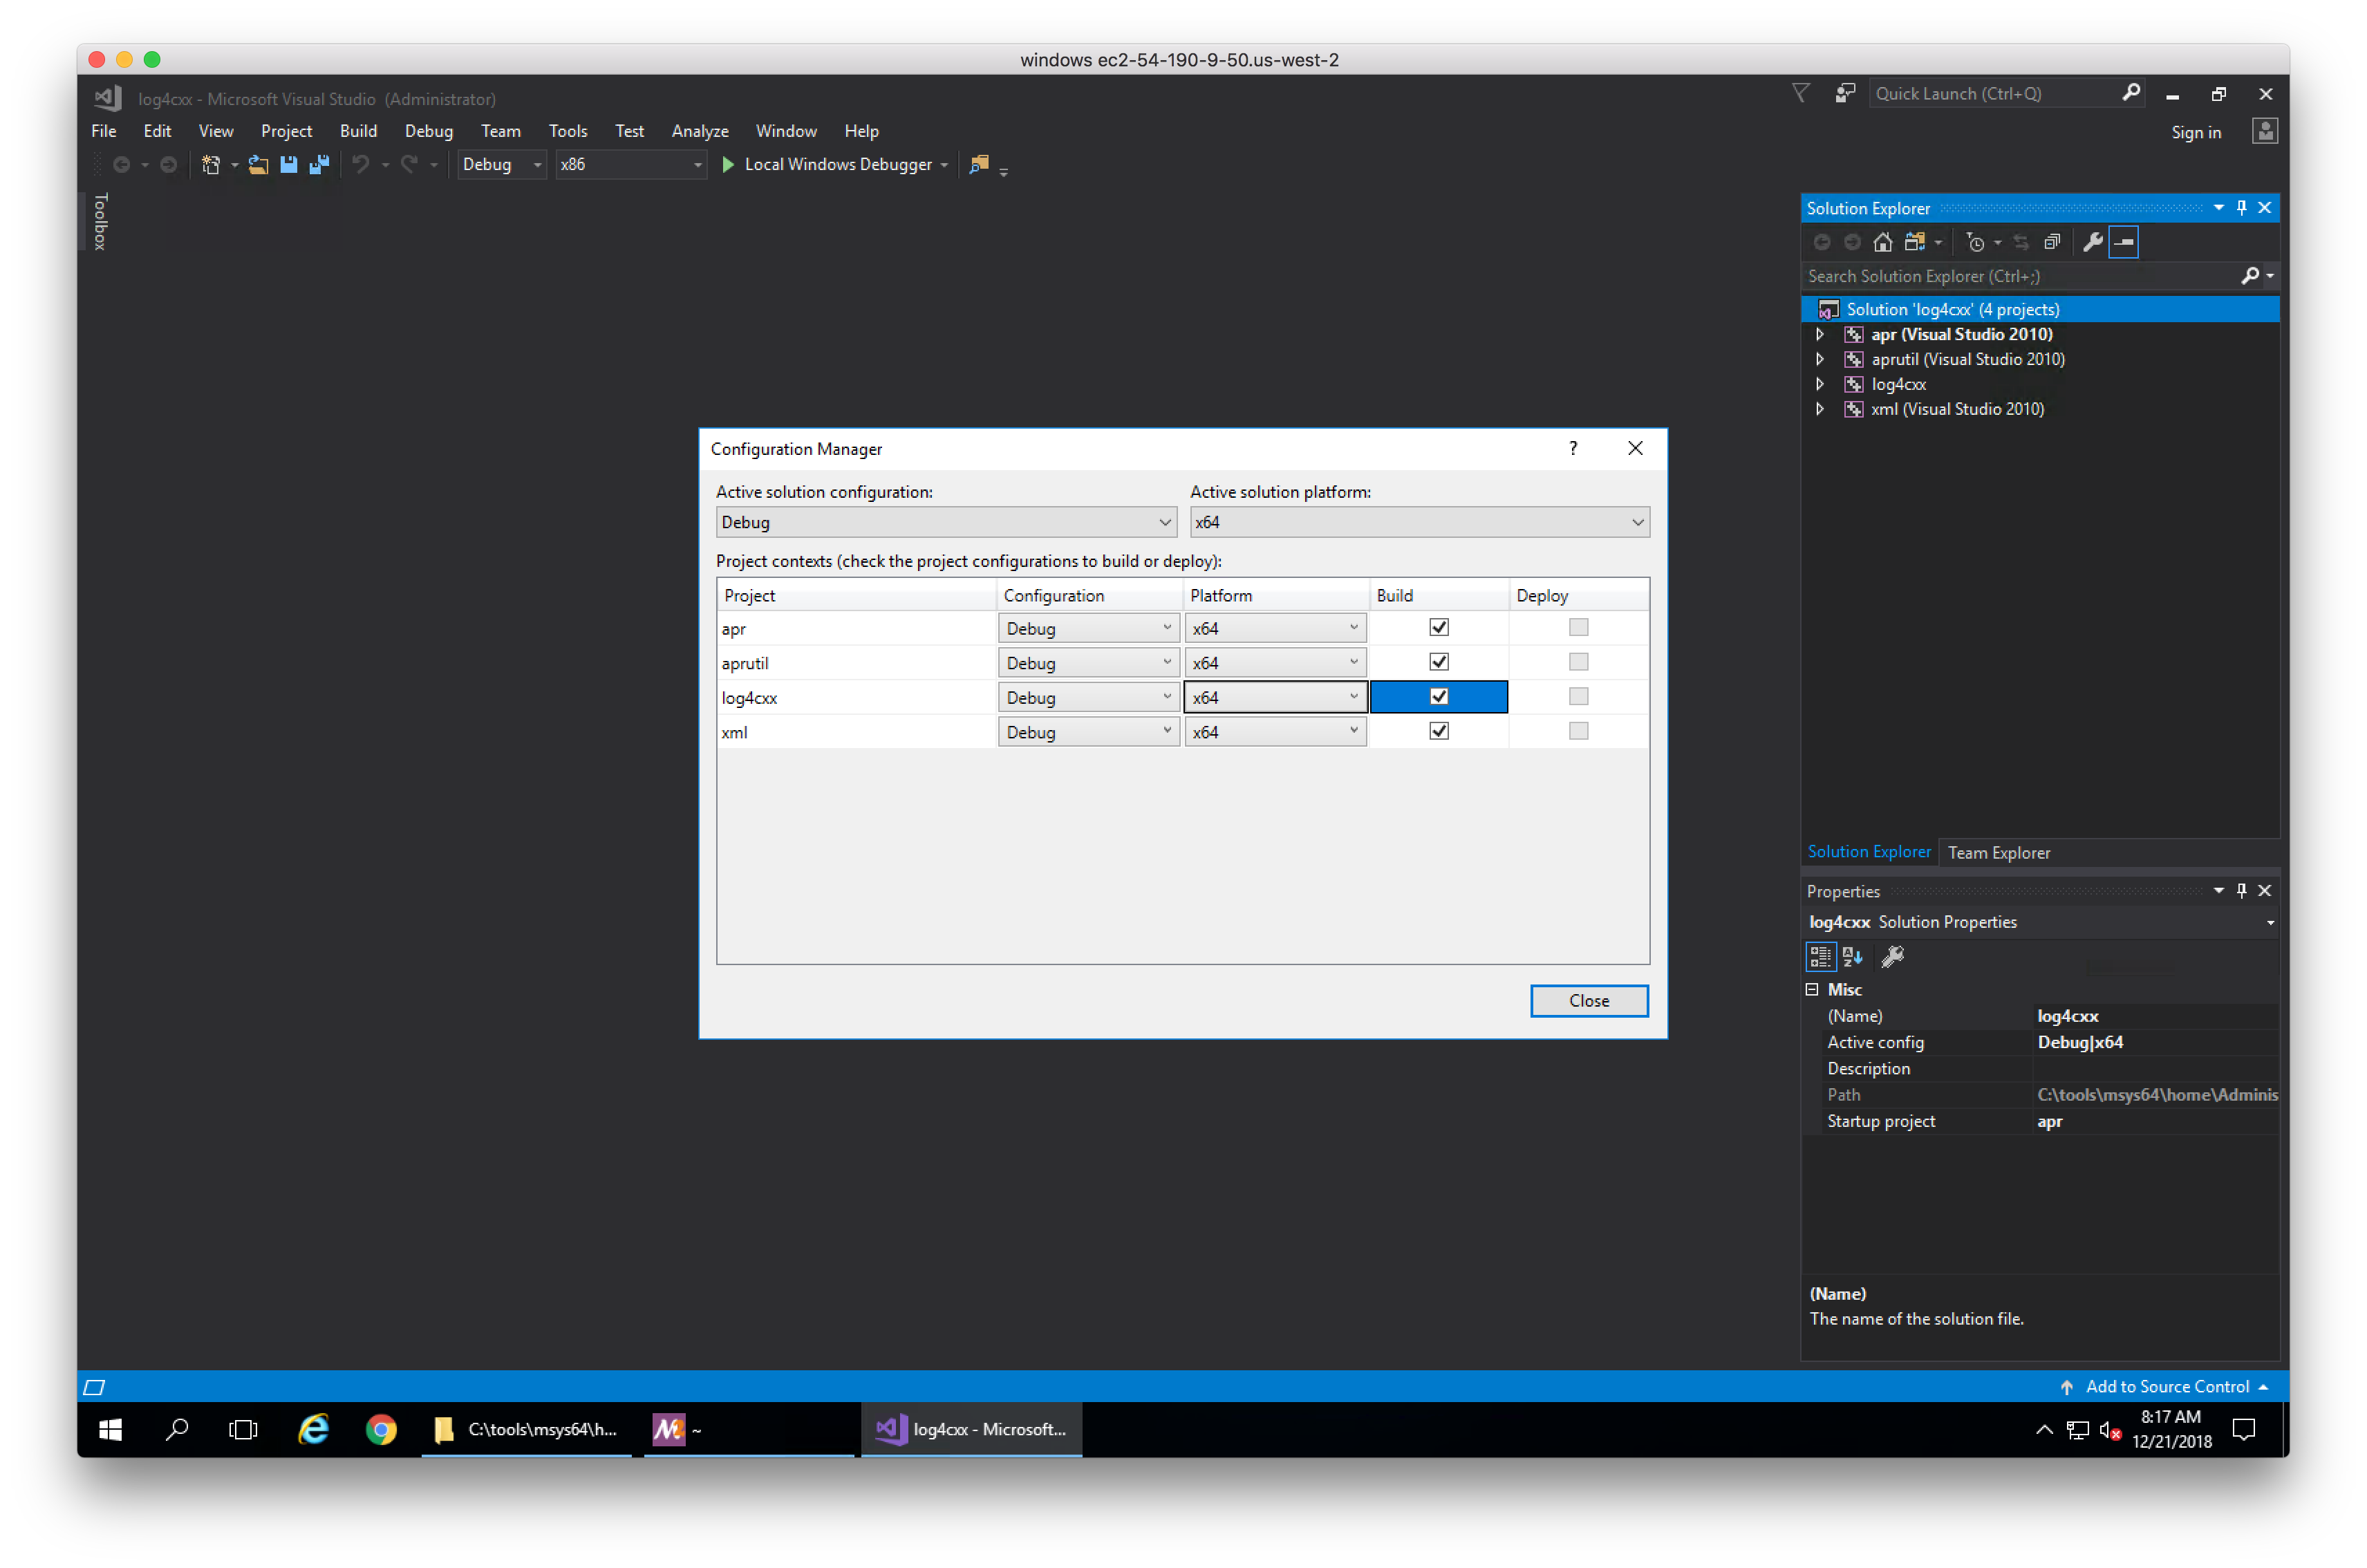 windows ec2-54-190-9-50.us-west-2
log4cxx - Microsoft Visual Studio (Administrator)
Quick Launch (Ctrl+Q)
File Edit View Project Build Debug Team Tools Test Analyze Window Help
Sign in
Debug x86 Local Windows Debugger
Toolbox
Solution Explorer
Search Solution Explorer (Ctrl+;)
Solution 'log4cxx' (4 projects)
apr (Visual Studio 2010)
aprutil (Visual Studio 2010)
log4cxx
xml (Visual Studio 2010)
Configuration Manager
?
Active solution configuration: Active solution platform:
Debug x64
Project contexts (check the project configurations to build or deploy):
Project Configuration Platform Build Deploy
apr Debug x64
aprutil Debug x64
log4cxx Debug x64
xml Debug x64
Close
Solution Explorer Team Explorer
Properties
log4cxx Solution Properties
Misc
(Name) log4cxx
Active config Debug|x64
Description
Path C:\tools\msys64\home\Adminis
Startup project apr
(Name)
The name of the solution file.
Add to Source Control
C:\tools\msys64\h...
~
log4cxx - Microsoft...
8:17 AM
12/21/2018